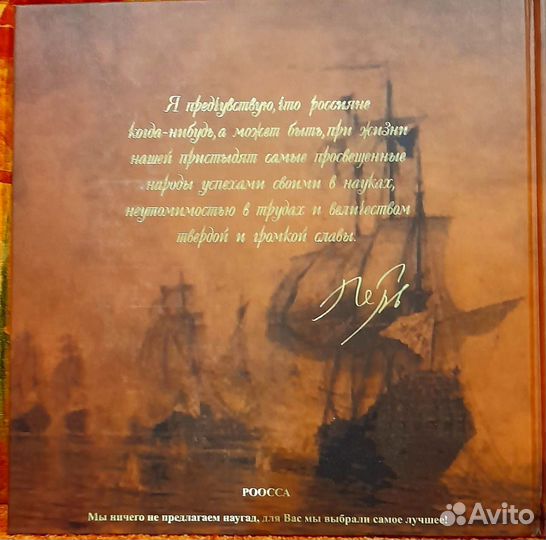 Я предчувствую, что россияне
когда-нибудь, а может быть, при жизни
нашей пристыдят самые просвещенные
народы успехами своими в науках,
неутомимостью в трудах и величеством
твердой и громкой славы.
РООССА
Мы ничего не предлагаем наугад, для Вас мы выбрали самое лучшее!
Avito